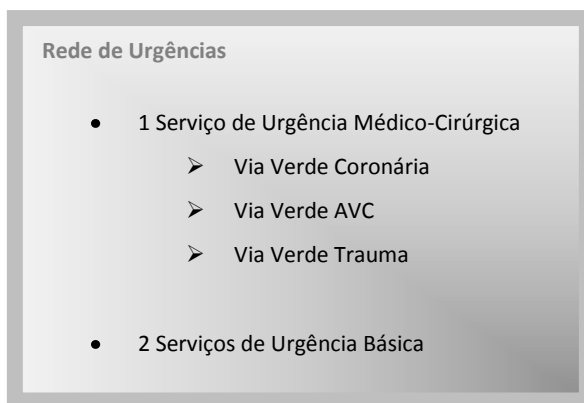 Rede de Urgências
• 1 Serviço de Urgência Médico-Cirúrgica
➢ Via Verde Coronária
➢ Via Verde AVC
➢ Via Verde Trauma
• 2 Serviços de Urgência Básica